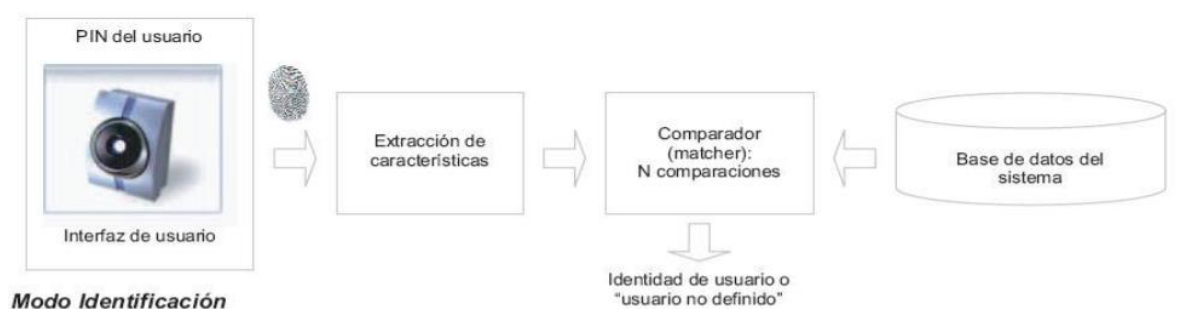 PIN del usuario
Interfaz de usuario
Extracción de
características
Comparador
(matcher):
N comparaciones
Base de datos del
sistema
Identidad de usuario o
“usuario no definido”
Modo Identificación